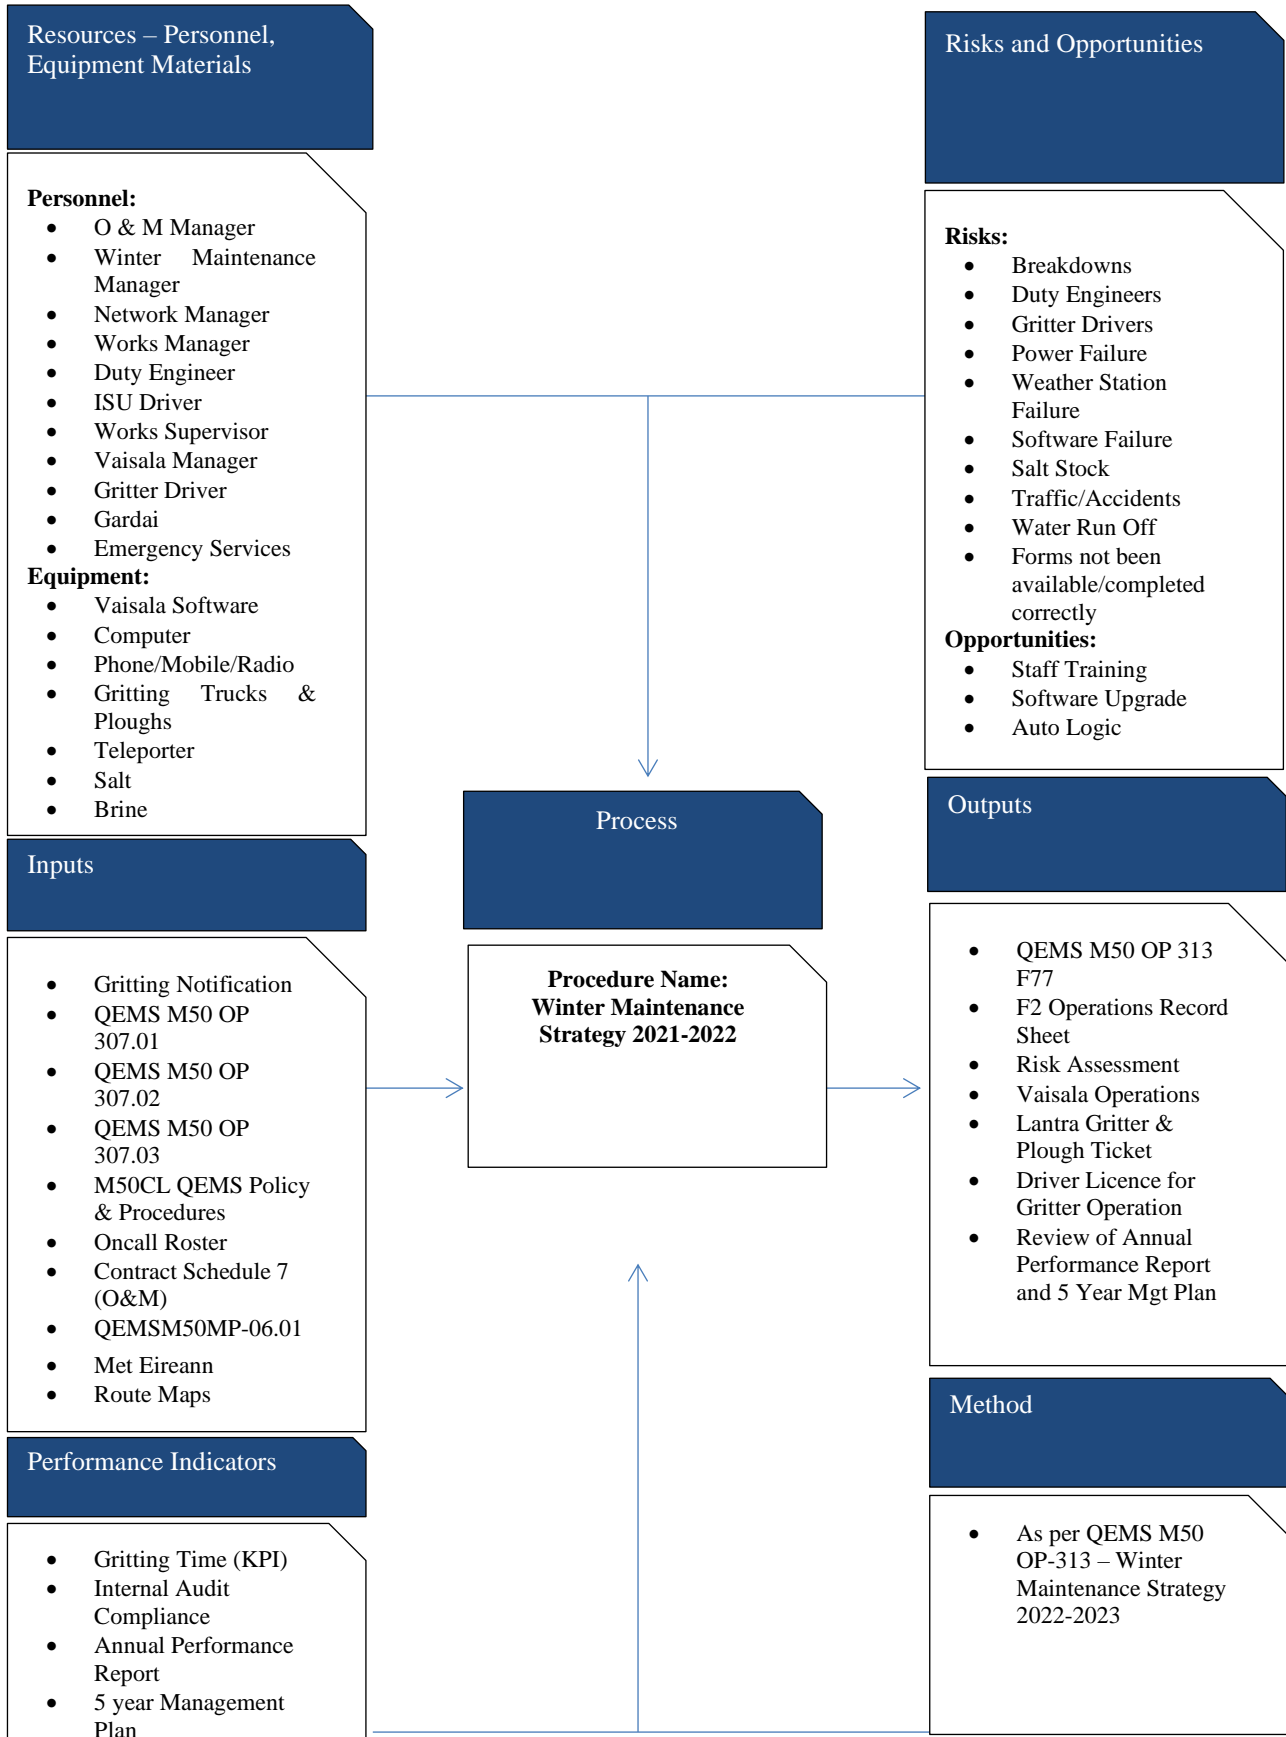 Resources – Personnel,
Equipment Materials
Personnel:
• O & M Manager
• Winter Maintenance
Manager
• Network Manager
• Works Manager
• Duty Engineer
• ISU Driver
• Works Supervisor
• Vaisala Manager
• Gritter Driver
• Gardai
• Emergency Services
Equipment:
• Vaisala Software
• Computer
• Phone/Mobile/Radio
• Gritting Trucks &
Ploughs
• Teleporter
• Salt
• Brine
Risks and Opportunities
Risks:
• Breakdowns
• Duty Engineers
• Gritter Drivers
• Power Failure
• Weather Station
Failure
• Software Failure
• Salt Stock
• Traffic/Accidents
• Water Run Off
• Forms not been
available/completed
correctly
Opportunities:
• Staff Training
• Software Upgrade
• Auto Logic
Inputs
• Gritting Notification
• QEMS M50 OP
307.01
• QEMS M50 OP
307.02
• QEMS M50 OP
307.03
• M50CL QEMS Policy
& Procedures
• Oncall Roster
• Contract Schedule 7
(O&M)
• QEMSM50MP-06.01
• Met Eireann
• Route Maps
Process
Procedure Name:
Winter Maintenance
Strategy 2021-2022
Outputs
• QEMS M50 OP 313
F77
• F2 Operations Record
Sheet
• Risk Assessment
• Vaisala Operations
• Lantra Gritter &
Plough Ticket
• Driver Licence for
Gritter Operation
• Review of Annual
Performance Report
and 5 Year Mgt Plan
Performance Indicators
• Gritting Time (KPI)
• Internal Audit
Compliance
• Annual Performance
Report
• 5 year Management
Plan
Method
• As per QEMS M50
OP-313 – Winter
Maintenance Strategy
2022-2023